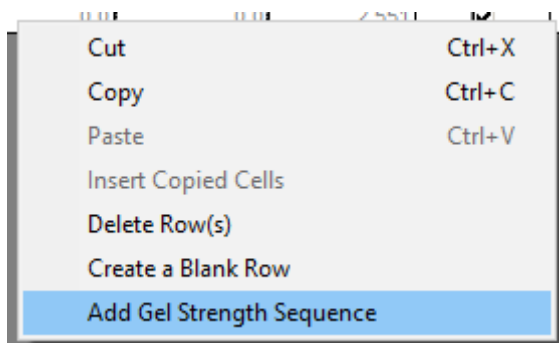 Cut Ctrl+X
Copy Ctrl+C
Paste Ctrl+V
Insert Copied Cells
Delete Row(s)
Create a Blank Row
Add Gel Strength Sequence